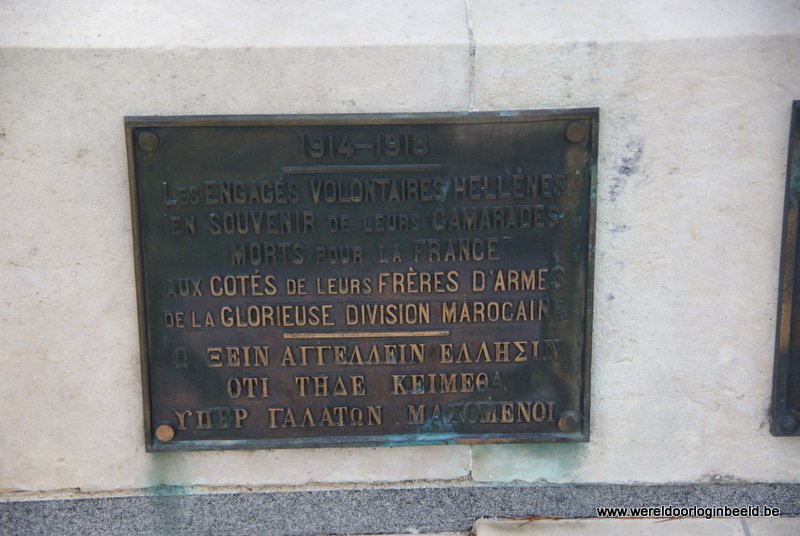 1914–1918
LES ENGAGÉS VOLONTAIRES HELLÈNES
EN SOUVENIR DE LEURS CAMARADES
MORTS POUR LA FRANCE
AUX COTÉS DE LEURS FRÈRES D'ARMES
DE LA GLORIEUSE DIVISION MAROCAINE
Ω ΞΕΙΝ ΑΓΓΕΛΛΕΙΝ ΕΛΛΗΣΙΝ
ΟΤΙ ΤΗΔΕ ΚΕΙΜΕΘΑ
ΥΠΕΡ ΓΑΛΑΤΩΝ ΜΑΧΟΜΕΝΟΙ
www.wereldoorloginbeeld.be